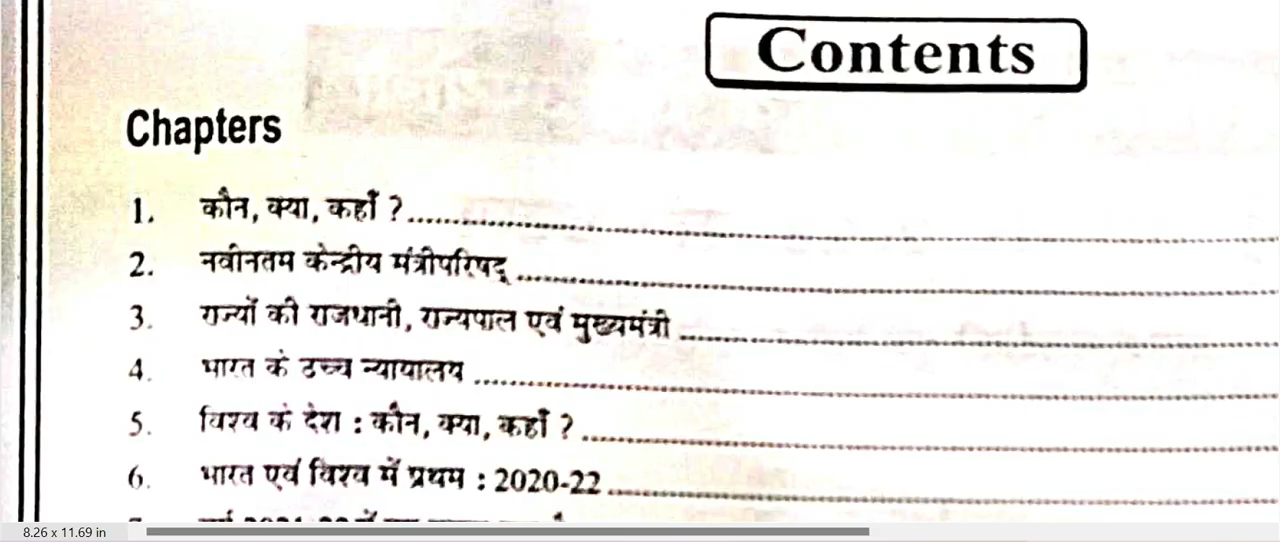 Contents
Chapters
1. कौन, क्या, कहाँ ?
2. नवीनतम केन्द्रीय मंत्रीपरिषद्
3. राज्यों की राजधानी, राज्यपाल एवं मुख्यमंत्री
4. भारत के उच्च न्यायालय
5. विश्व के देश : कौन, क्या, कहाँ ?
6. भारत एवं विश्व में प्रथम : 2020-22
8.26 x 11.69 in